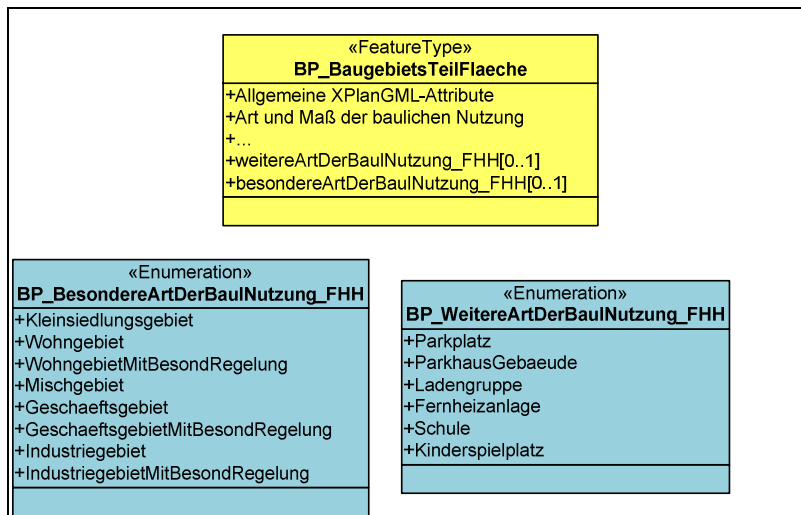 «FeatureType»
BP_BaugebietsTeilFlaeche
+Allgemeine XPlanGML-Attribute
+Art und Maß der baulichen Nutzung
+...
+weitereArtDerBaulNutzung_FHH[0..1]
+besondereArtDerBaulNutzung_FHH[0..1]
«Enumeration»
BP_BesondereArtDerBaulNutzung_FHH
+Kleinsiedlungsgebiet
+Wohngebiet
+WohngebietMitBesondRegelung
+Mischgebiet
+Geschaeftsgebiet
+GeschaeftsgebietMitBesondRegelung
+Industriegebiet
+IndustriegebietMitBesondRegelung
«Enumeration»
BP_WeitereArtDerBaulNutzung_FHH
+Parkplatz
+ParkhausGebaeude
+Ladengruppe
+Fernheizanlage
+Schule
+Kinderspielplatz